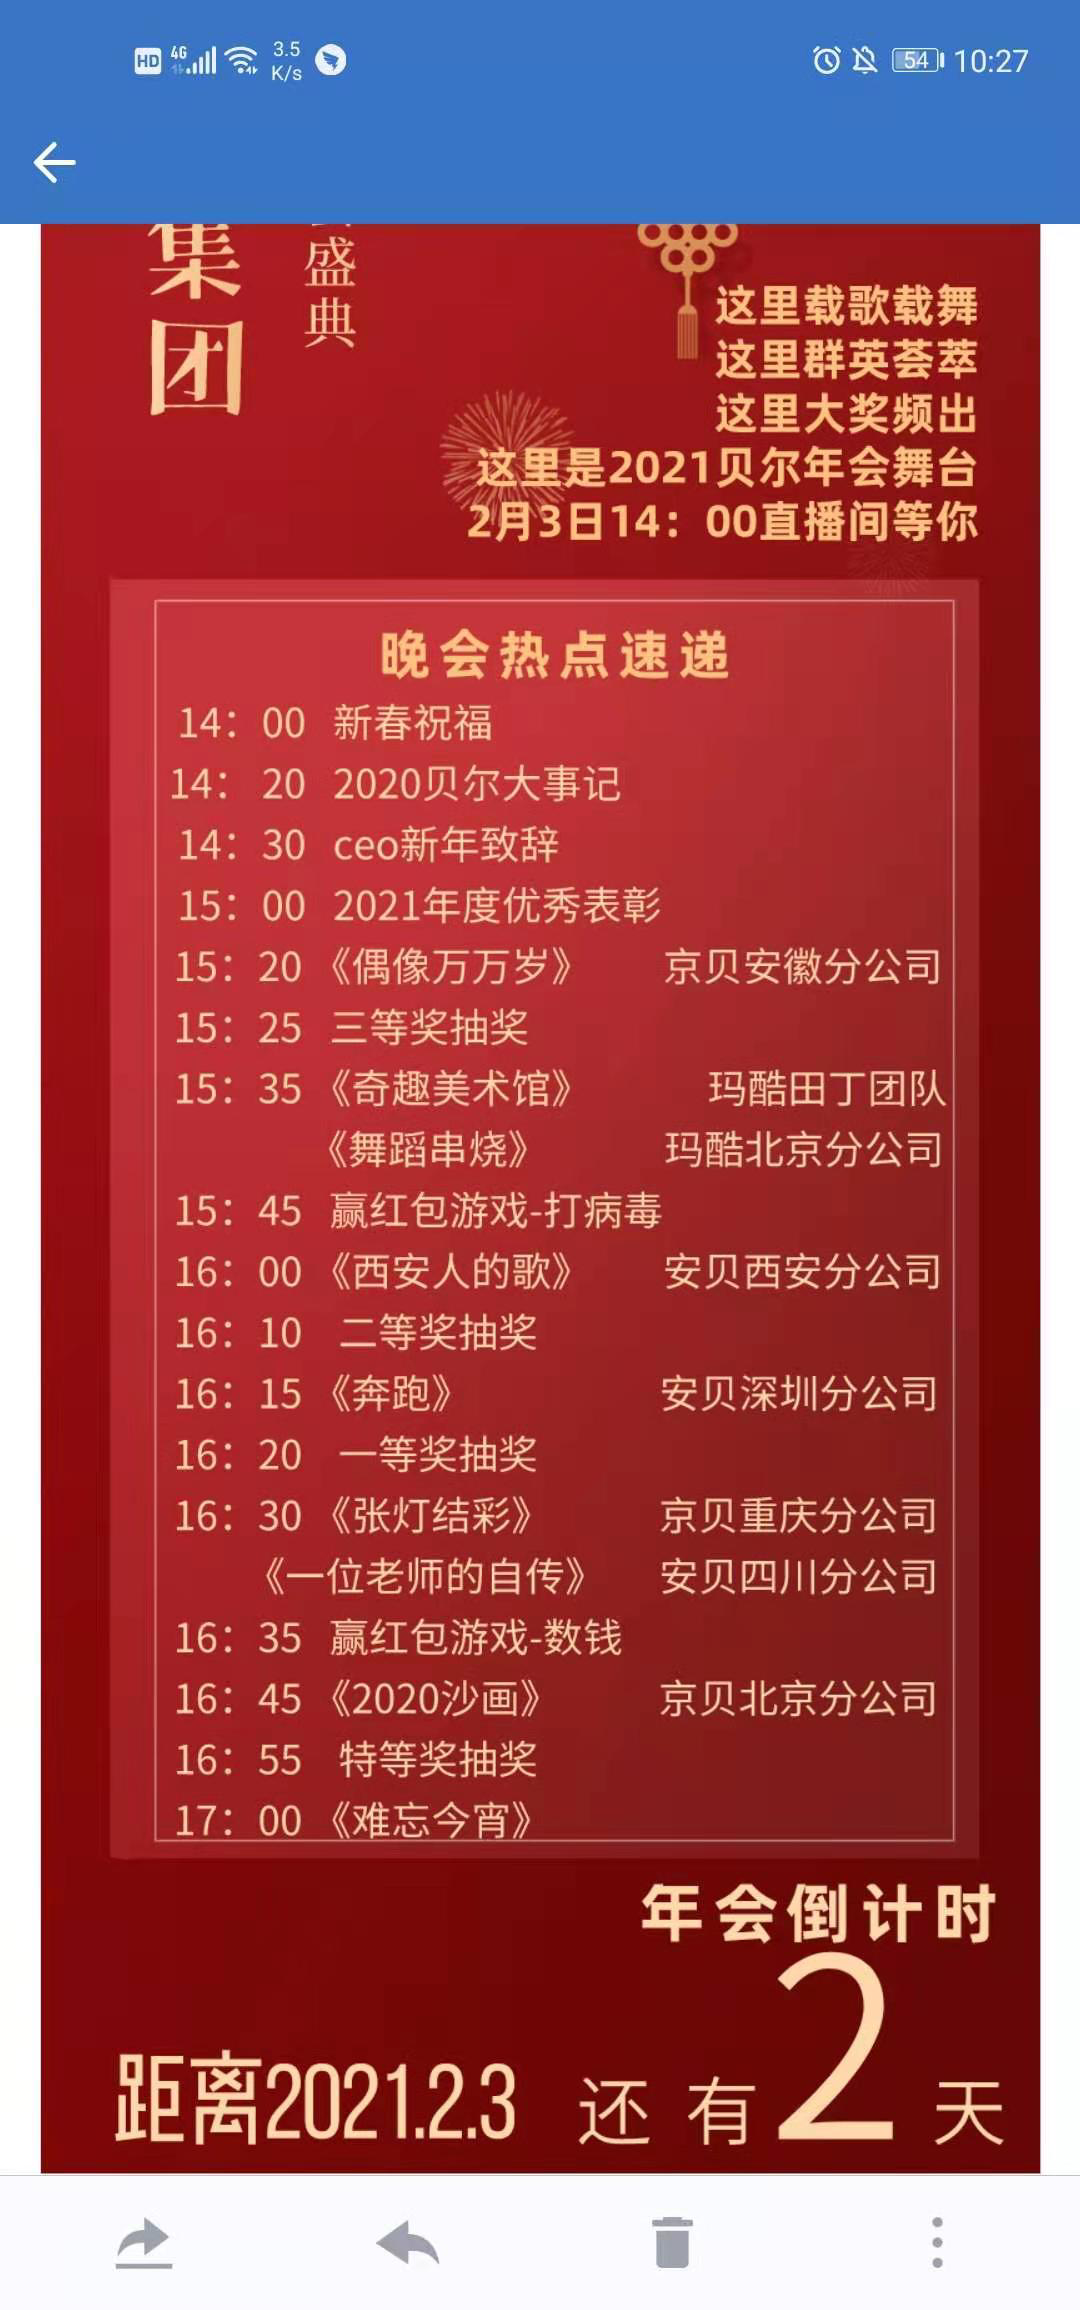 HD 4G 3.5 K/s 54 10:27
集团
盛典
这里载歌载舞
这里群英荟萃
这里大奖频出
这里是2021贝尔年会舞台
2月3日14：00直播间等你
晚会热点速递
14：00 新春祝福
14：20 2020贝尔大事记
14：30 ceo新年致辞
15：00 2021年度优秀表彰
15：20《偶像万万岁》 京贝安徽分公司
15：25 三等奖抽奖
15：35《奇趣美术馆》 玛酷田丁团队
《舞蹈串烧》 玛酷北京分公司
15：45 赢红包游戏-打病毒
16：00《西安人的歌》 安贝西安分公司
16：10 二等奖抽奖
16：15《奔跑》 安贝深圳分公司
16：20 一等奖抽奖
16：30《张灯结彩》 京贝重庆分公司
《一位老师的自传》 安贝四川分公司
16：35 赢红包游戏-数钱
16：45《2020沙画》 京贝北京分公司
16：55 特等奖抽奖
17：00《难忘今宵》
年会倒计时
距离2021.2.3 还有2天